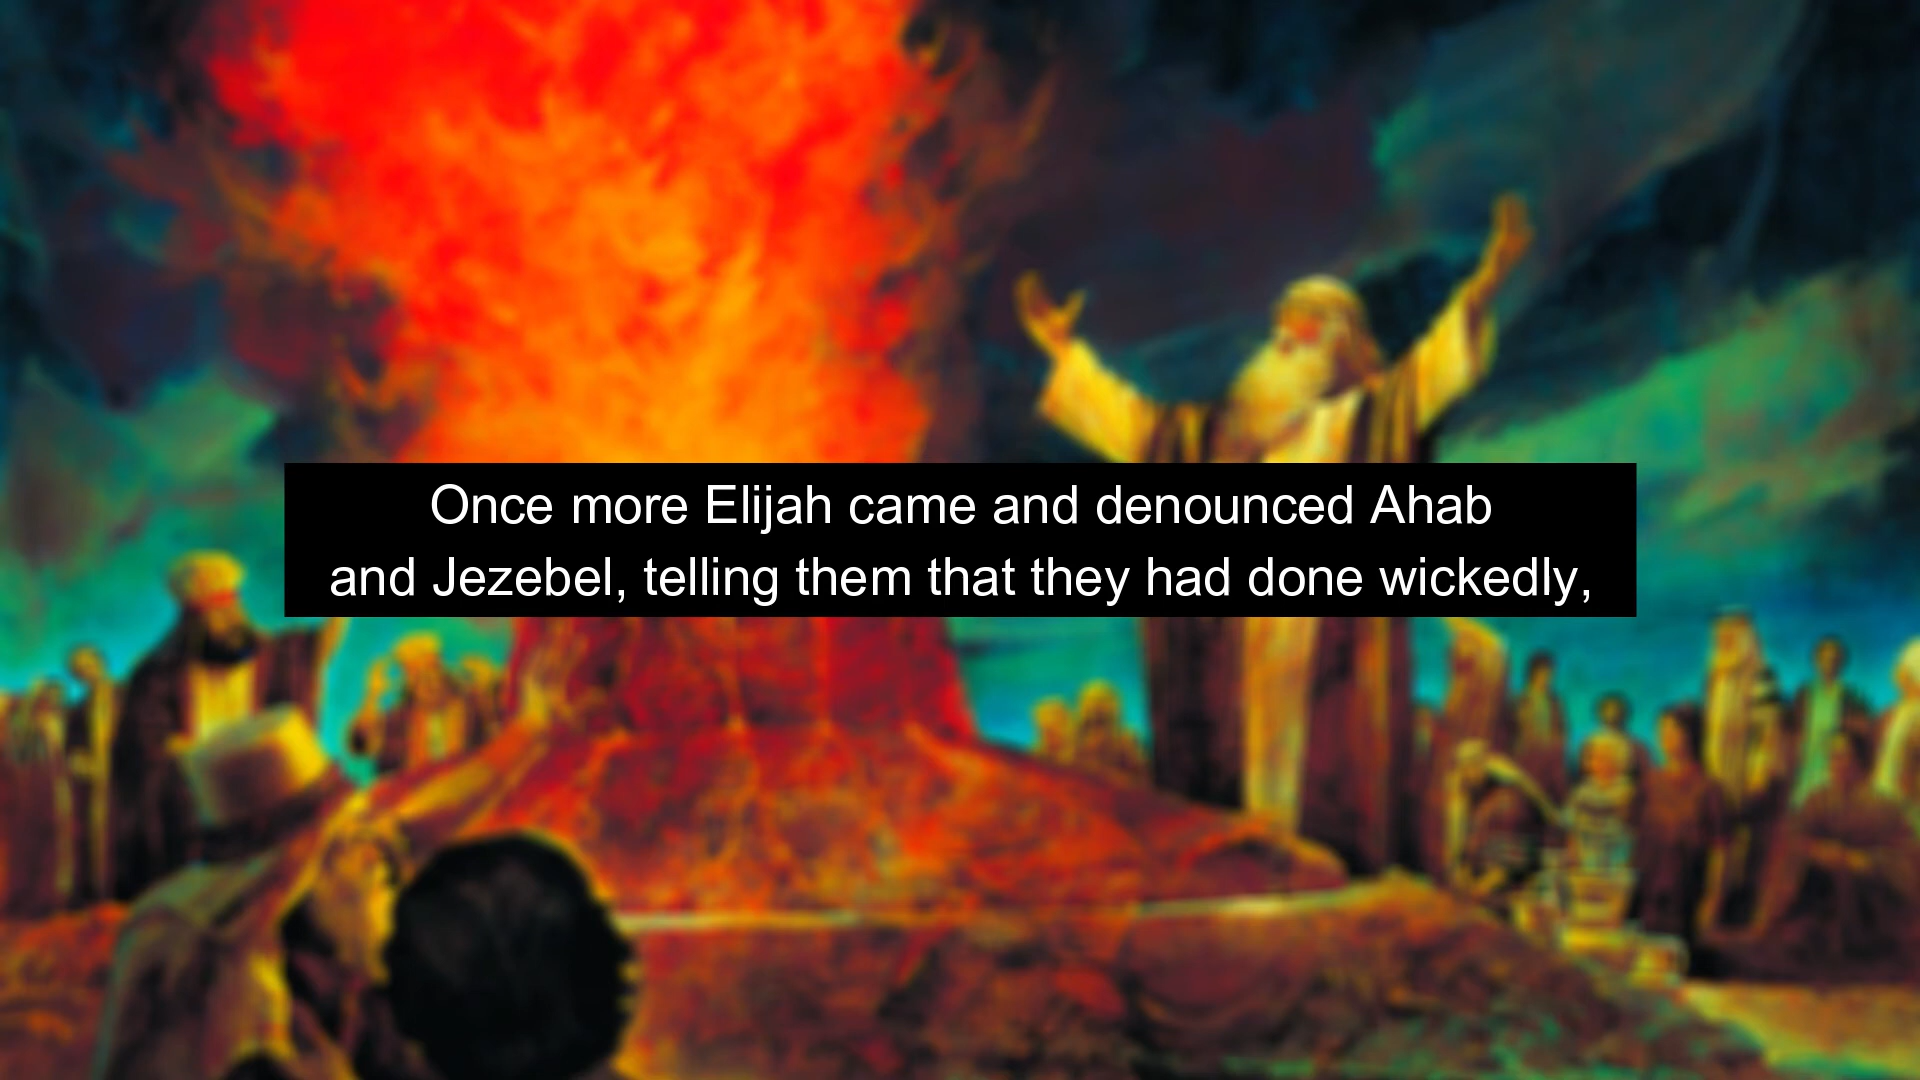 Once more Elijah came and denounced Ahab
and Jezebel, telling them that they had done wickedly,